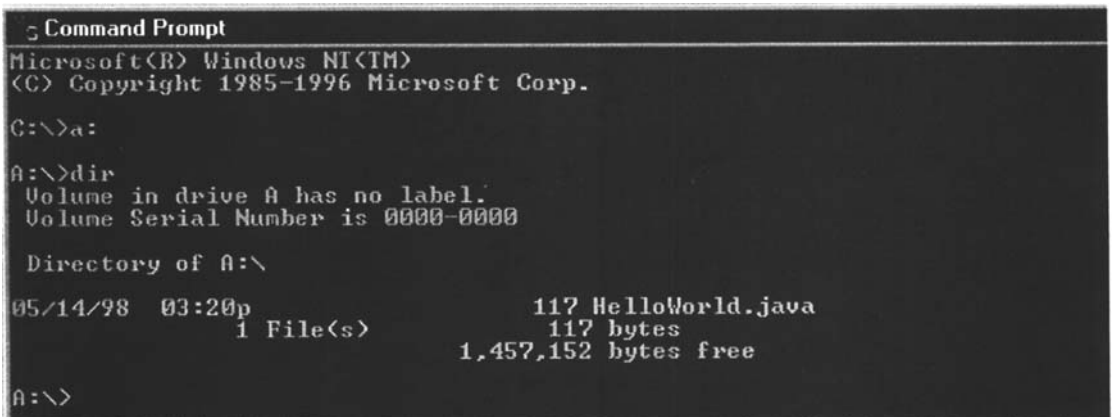 Command Prompt
Microsoft(R) Windows NT(TM)
(C) Copyright 1985-1996 Microsoft Corp.
C:\>a:
A:\>dir
Volume in drive A has no label.
Volume Serial Number is 0000-0000
Directory of A:\
05/14/98 03:20p 117 HelloWorld.java
1 File(s) 117 bytes
1,457,152 bytes free
A:\>